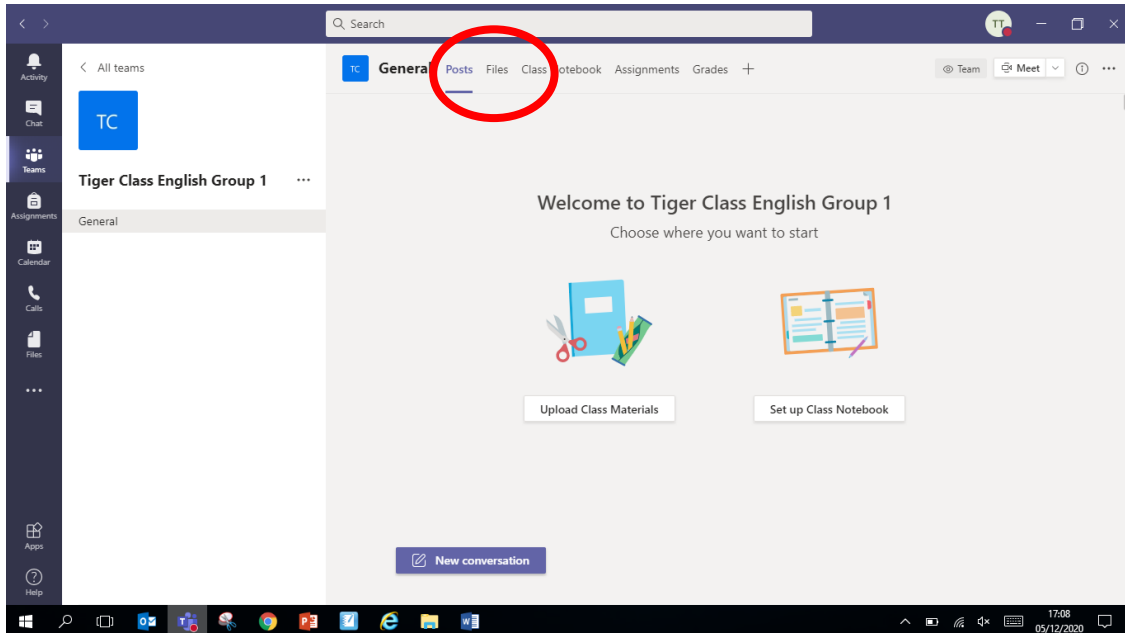 Search
TT
Activity
Chat
Teams
Assignments
Calendar
Calls
Files
Apps
Help
All teams
TC
Tiger Class English Group 1
General
TC General Posts Files Class Notebook Assignments Grades
Team Meet
Welcome to Tiger Class English Group 1
Choose where you want to start
Upload Class Materials
Set up Class Notebook
New conversation
17:08
05/12/2020